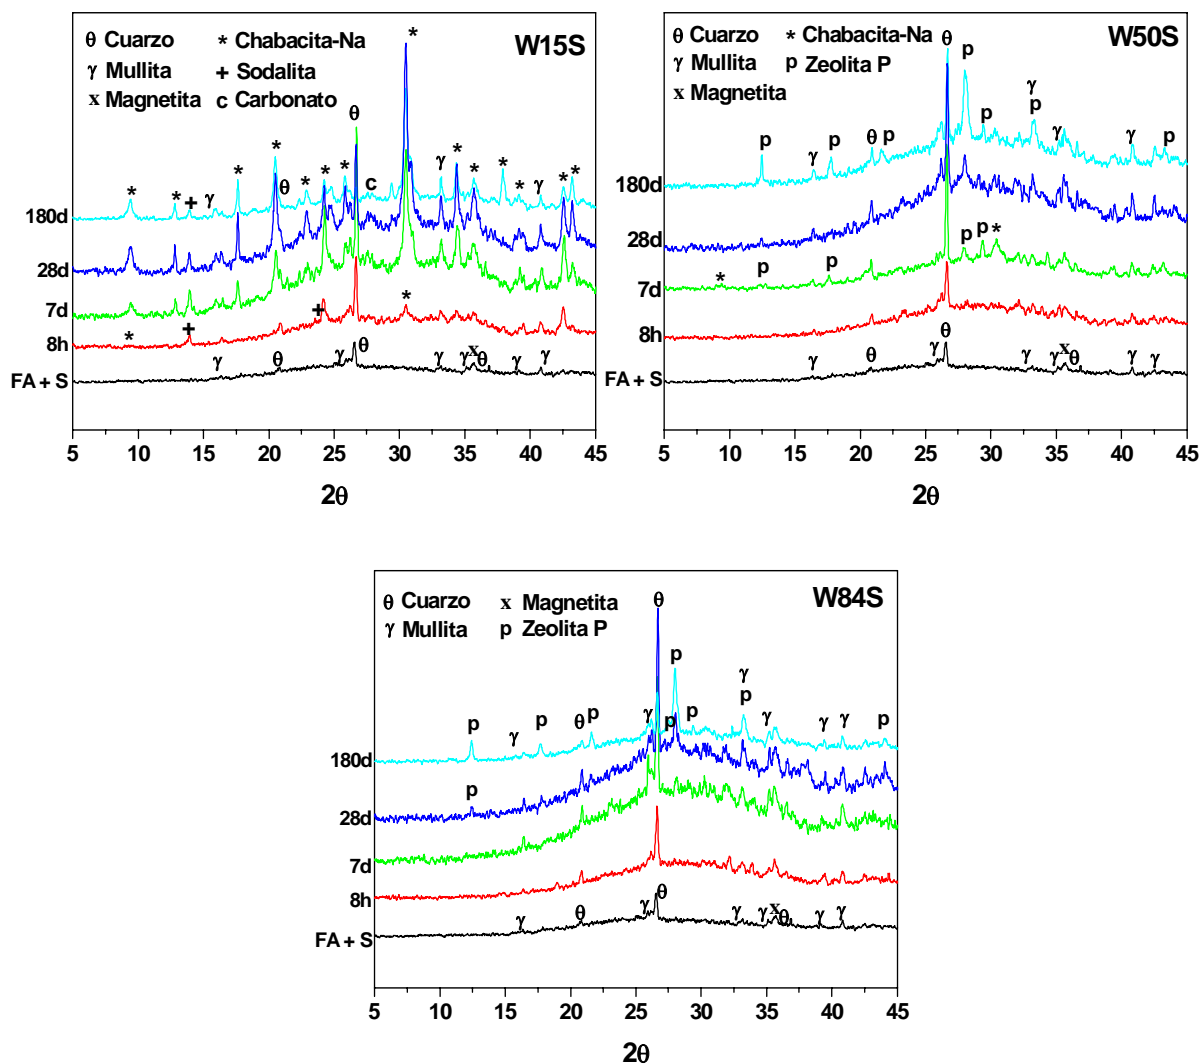 W15S
θ Cuarzo
* Chabacita-Na
γ Mullita
+ Sodalita
x Magnetita
c Carbonato
*
θ
* * + γ * * θ * * * c γ * * * * γ * *
180d
28d
7d
8h
FA + S
* + + *
γ θ γ θ γ γ x θ γ γ
5 10 15 20 25 30 35 40 45
2θ
W50S
θ Cuarzo
* Chabacita-Na
γ Mullita
p Zeolita P
x Magnetita
θ
p
p γ p θ p p γ p γ γ p
180d
28d
7d
8h
FA + S
* p p p p *
θ
γ θ γ γ γ x θ γ γ
5 10 15 20 25 30 35 40 45
2θ
W84S
θ Cuarzo
x Magnetita
γ Mullita
p Zeolita P
θ
p
p γ p θ p γ p p γ p γ γ γ p
180d
p
28d
7d
8h
FA + S
γ θ γ θ γ γ x θ γ γ
5 10 15 20 25 30 35 40 45
2θ